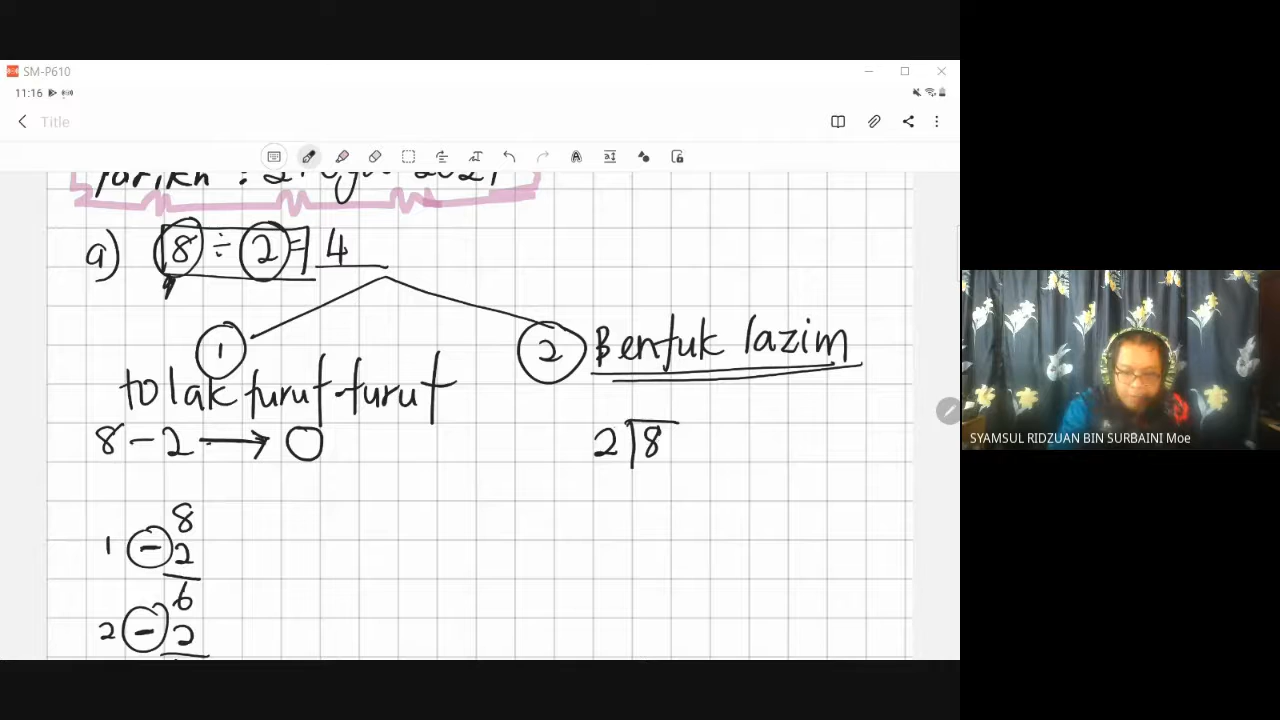 SM-P610
11:16
Title
a) 8 ÷ 2 = 4
1
tolak turut-turut
8 - 2 → 0
8
1 - 2
6
2 - 2
2 Bentuk lazim
2 8
SYAMSUL RIDZUAN BIN SURBAINI Moe